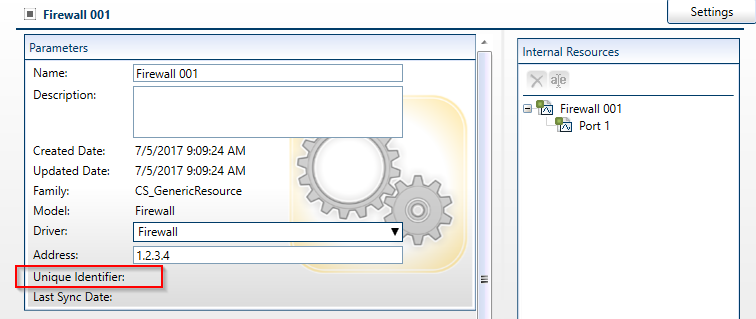 Firewall 001
Settings
Parameters
Name: Firewall 001
Description:
Created Date: 7/5/2017 9:09:24 AM
Updated Date: 7/5/2017 9:09:24 AM
Family: CS_GenericResource
Model: Firewall
Driver: Firewall
Address: 1.2.3.4
Unique Identifier:
Last Sync Date:
Internal Resources
a|e
Firewall 001
Port 1